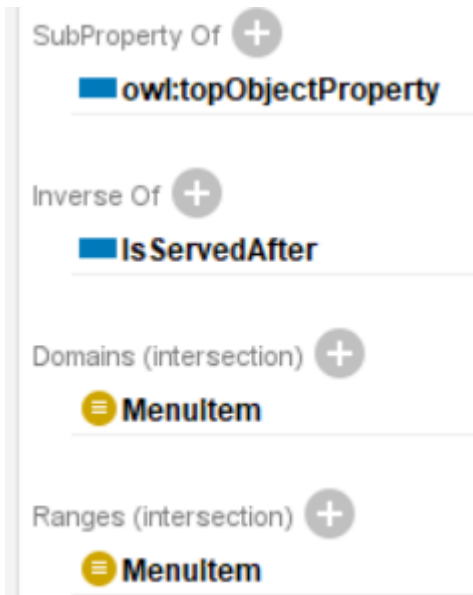 SubProperty Of
owl:topObjectProperty
Inverse Of
IsServedAfter
Domains (intersection)
MenuItem
Ranges (intersection)
MenuItem